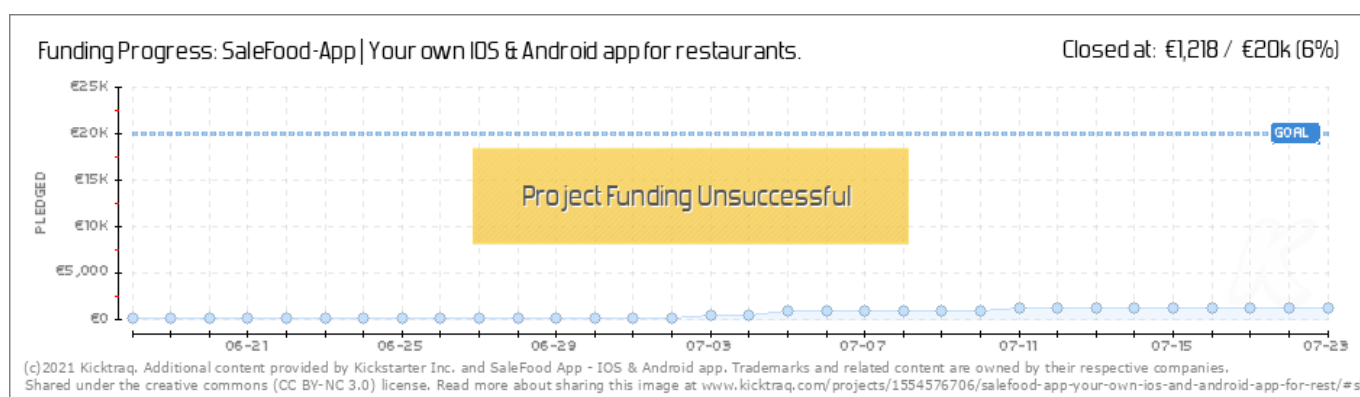 Funding Progress: SaleFood-App | Your own IOS & Android app for restaurants.
Closed at: €1,218 / €20k (6%)
€25K
€20K
GOAL
€15K
Project Funding Unsuccessful
PLEDGED
€10K
€5,000
€0
06-21 06-25 06-29 07-03 07-07 07-11 07-15 07-23
(c)2021 Kicktraq. Additional content provided by Kickstarter Inc. and SaleFood App - IOS & Android app. Trademarks and related content are owned by their respective companies.
Shared under the creative commons (CC BY-NC 3.0) license. Read more about sharing this image at www.kicktraq.com/projects/1554576706/salefood-app-your-own-ios-and-android-app-for-rest/#s